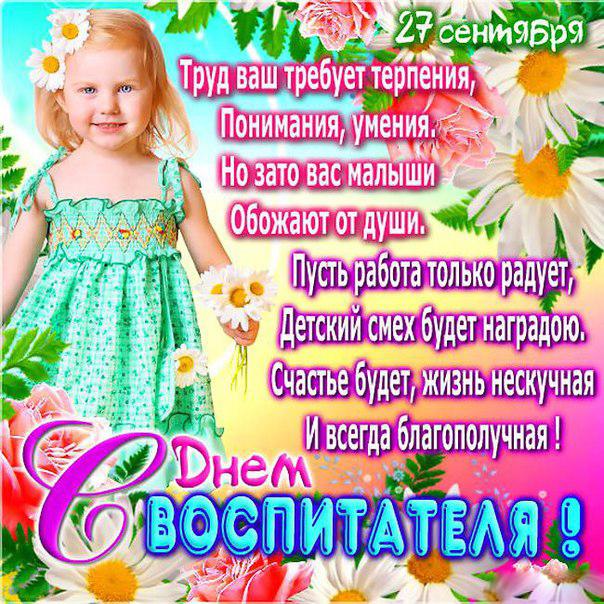 27 сентября
Труд ваш требует терпения,
Понимания, умения.
Но зато вас малыши
Обожают от души.
Пусть работа только радует,
Детский смех будет наградою.
Счастье будет, жизнь нескучная
И всегда благополучная !
С Днем
ВОСПИТАТЕЛЯ !